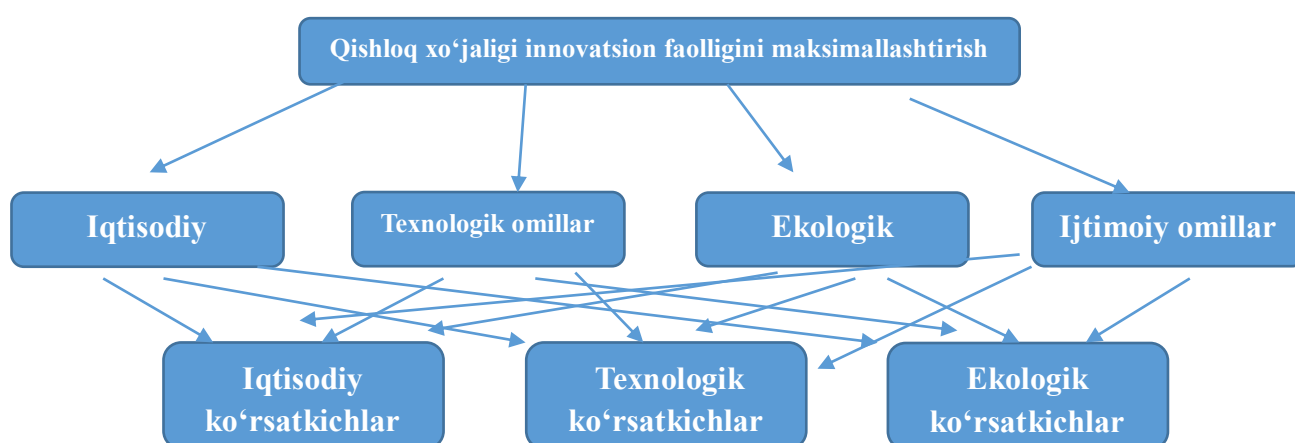 Qishloq xo‘jaligi innovatsion faolligini maksimallashtirish
Iqtisodiy
Texnologik omillar
Ekologik
Ijtimoiy omillar
Iqtisodiy
ko‘rsatkichlar
Texnologik
ko‘rsatkichlar
Ekologik
ko‘rsatkichlar